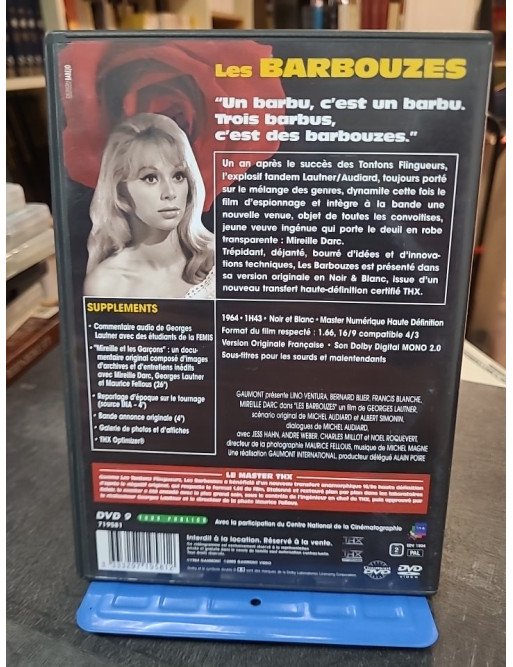 Les BARBOUZES
"Un barbu, c'est un barbu.
Trois barbus,
c'est des barbouzes."
Un an après le succès des Tontons Flingueurs,
l'explosif tandem Lautner/Audiard, toujours porté
sur le mélange des genres, dynamite cette fois le
film d'espionnage et intègre à la bande une
nouvelle venue, objet de toutes les convoitises,
jeune veuve ingénue qui porte le deuil en robe
transparente : Mireille Darc.
Trépidant, déjanté, bourré d'idées et d'innova-
tions techniques, Les Barbouzes est présenté dans
sa version originale en Noir & Blanc, issue d'un
nouveau transfert haute-définition certifié THX.
SUPPLEMENTS
• Commentaire audio de Georges
Lautner avec des étudiants de la FEMIS
• "Mireille et les Garçons" : un docu-
mentaire original composé d'images
d'archives et d'entretiens inédits
avec Mireille Darc, Georges Lautner
et Maurice Fellous (26')
• Reportage d'époque sur le tournage
(source INA – 4')
• Bande annonce originale (4')
• Galerie de photos et d'affiches
• THX Optimizer®
1964 • 1H43 • Noir et Blanc • Master Numérique Haute Définition
Format du film respecté : 1.66, 16/9 compatible 4/3
Version Originale Française • Son Dolby Digital MONO 2.0
Sous-titres pour les sourds et malentendants
GAUMONT PRÉSENTE LINO VENTURA, BERNARD BLIER, FRANCIS BLANCHE,
MIREILLE DARC DANS "LES BARBOUZES" UN FILM DE GEORGES LAUTNER,
scénario original de MICHEL AUDIARD et ALBERT SIMONIN,
dialogues de MICHEL AUDIARD.
avec JESS HAHN, ANDRE WEBER, CHARLES MILLOT et NOEL ROQUEVERT.
directeur de la photographie MAURICE FELLOUS, musique de MICHEL MAGNE
Une réalisation GAUMONT INTERNATIONAL, producteur délégué ALAIN POIRE
LE MASTER THX
DVD 9
719581
TOUS PUBLICS
Avec la participation du Centre National de la Cinématographie
Interdit à la location. Réservé à la vente.
THX
THX
2
PAL
DVD